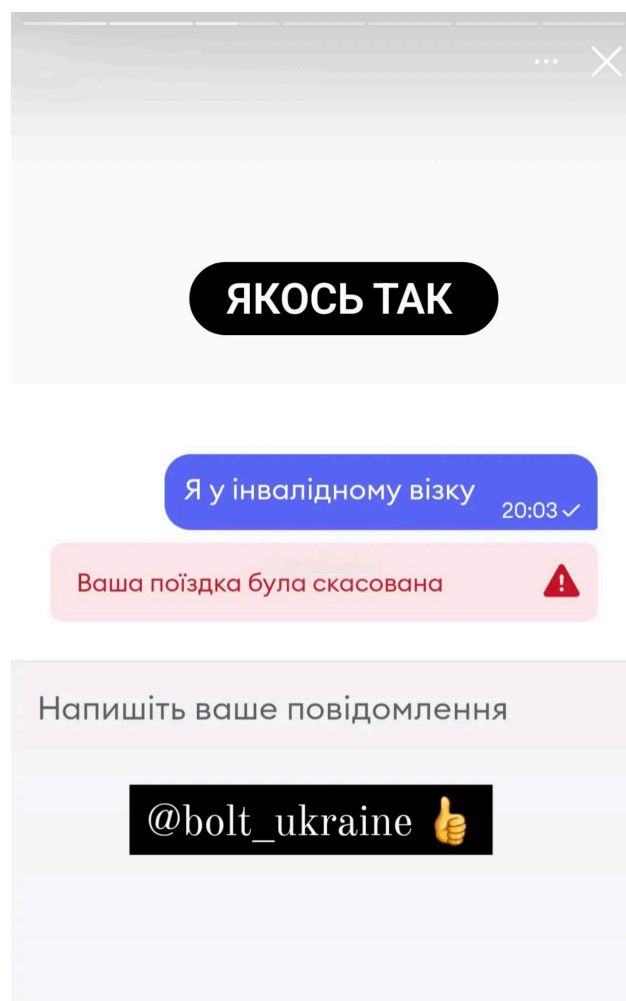 ЯКОСЬ ТАК
Я у інвалідному візку
20:03
Ваша поїздка була скасована
Напишіть ваше повідомлення
@bolt_ukraine 👍